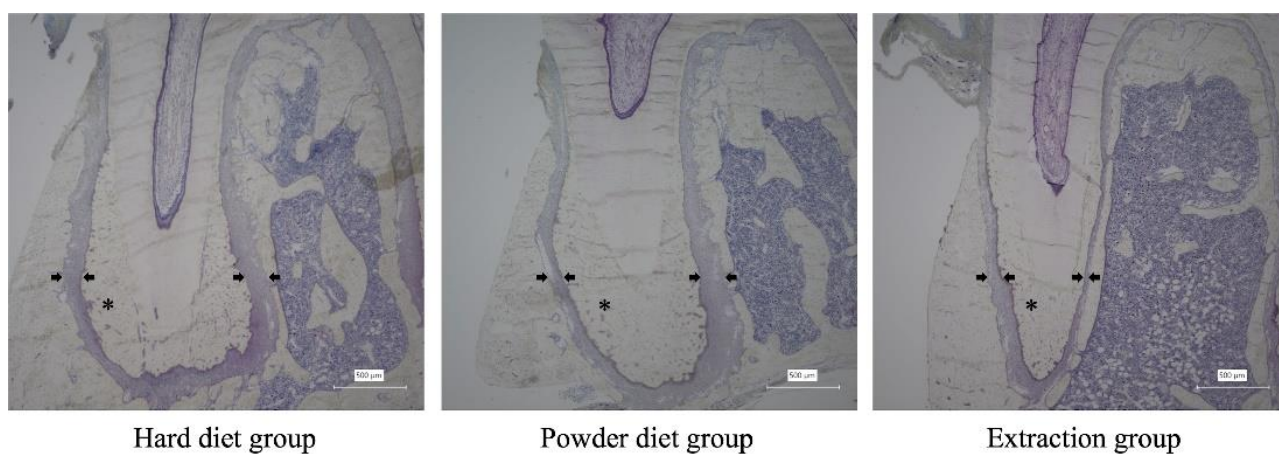 500 μm
500 μm
500 μm
Hard diet group
Powder diet group
Extraction group